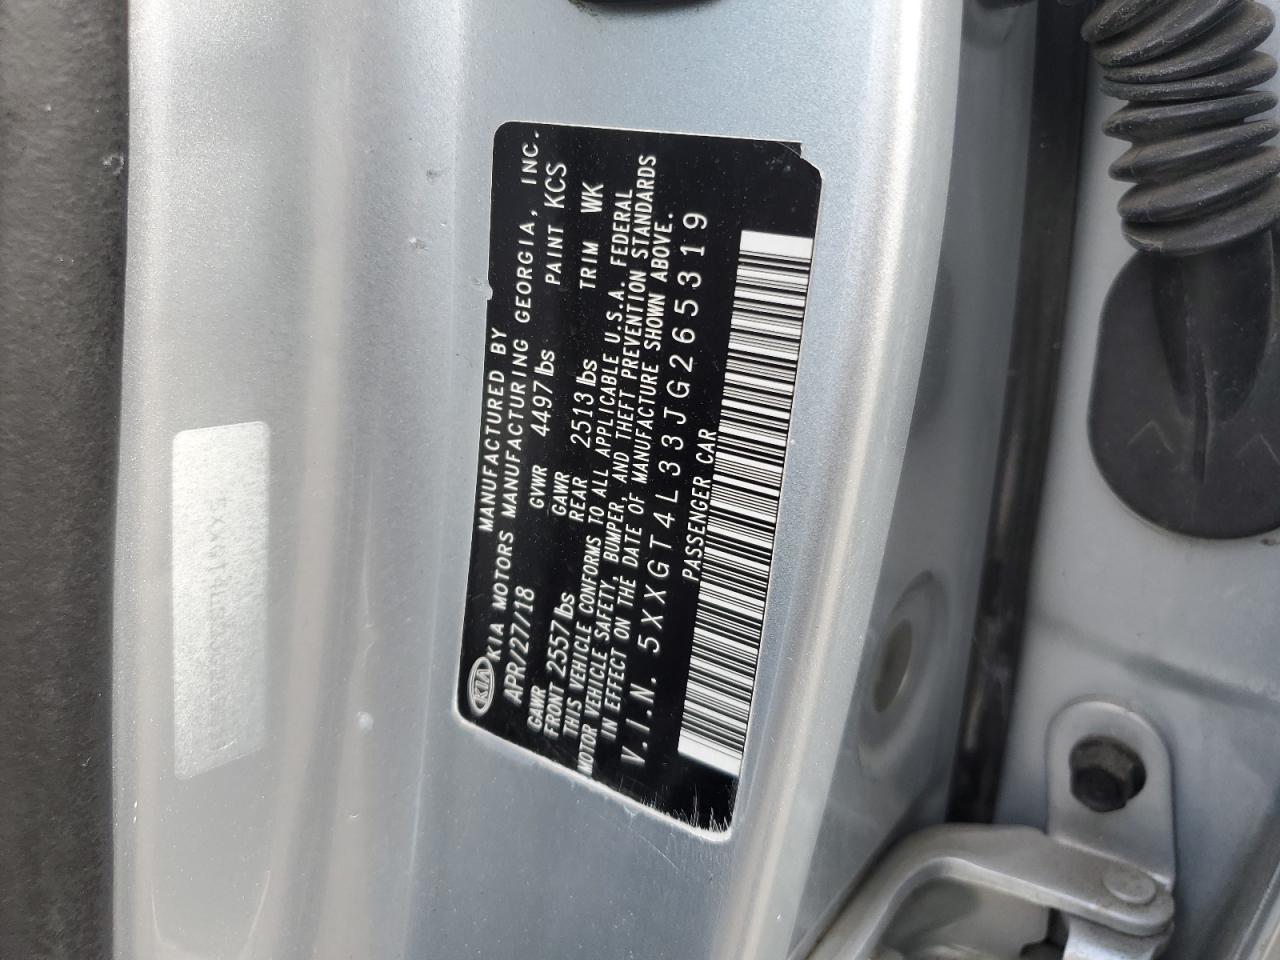 MANUFACTURED BY
KIA KIA MOTORS MANUFACTURING GEORGIA, INC.
APR/27/18 GVWR 4497 lbs PAINT KCS
GAWR GAWR
FRONT 2557 lbs REAR 2513 lbs TRIM WK
THIS VEHICLE CONFORMS TO ALL APPLICABLE U.S.A. FEDERAL
MOTOR VEHICLE SAFETY, BUMPER, AND THEFT PREVENTION STANDARDS
IN EFFECT ON THE DATE OF MANUFACTURE SHOWN ABOVE.
V.I.N. 5XXGT4L33JG265319
PASSENGER CAR